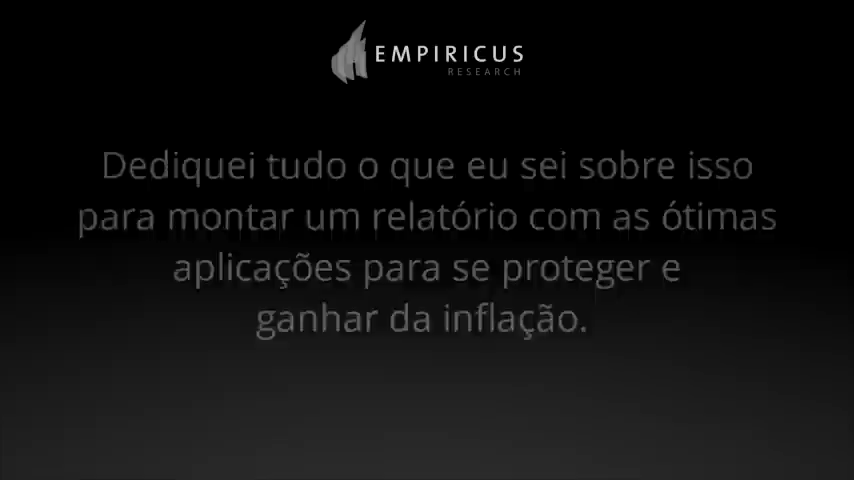 EMPIRICUS
RESEARCH
Dediquei tudo o que eu sei sobre isso
para montar um relatório com as ótimas
aplicações para se proteger e
ganhar da inflação.